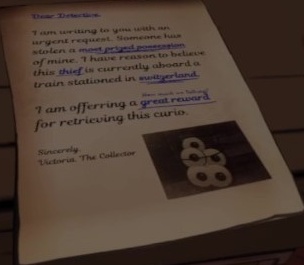 Dear Detective,
I am writing to you with an
urgent request. Someone has
stolen a most prized possession
of mine. I have reason to believe
this thief is currently aboard a
train stationed in Switzerland.
I am offering a great reward
for retrieving this curio.
Sincerely,
Victoria, The Collector